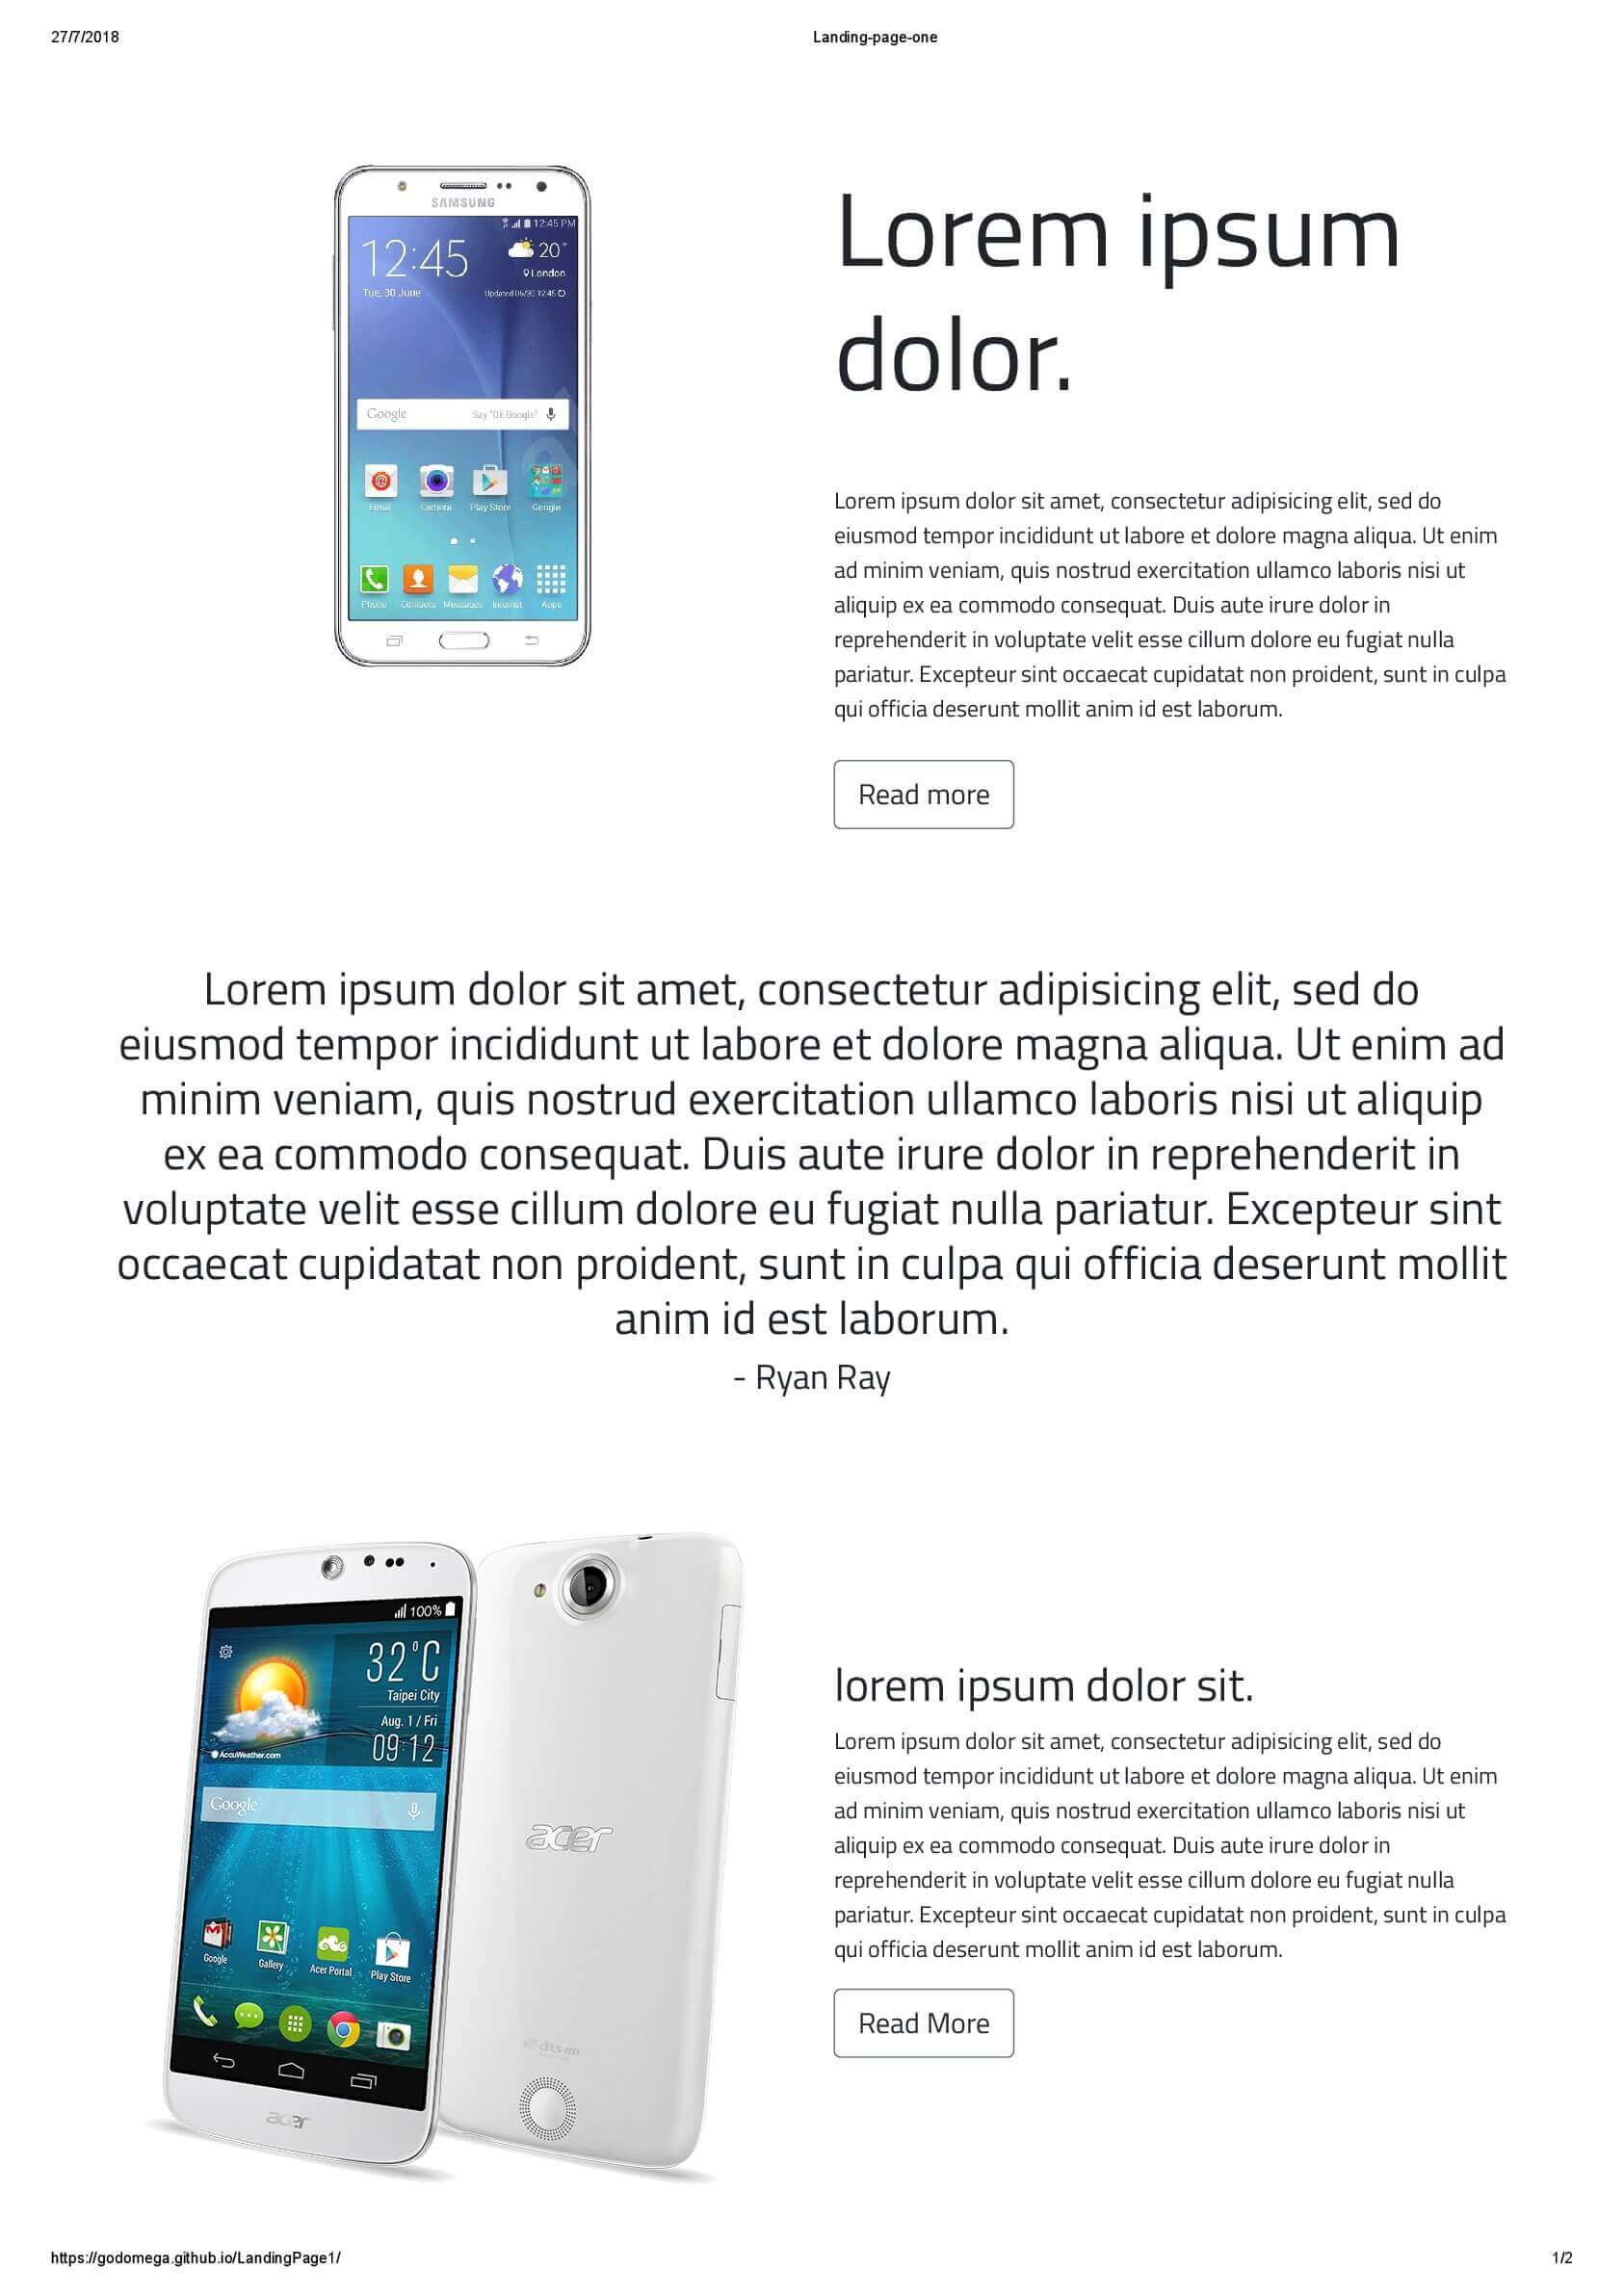 27/7/2018
Landing-page-one
SAMSUNG
12:45 PM
12:45
20°
London
Tue, 30 June
Updated 06/30 12:45
Google
Say "Ok Google"
Email
Camera
Play Store
Google
Phone
Contacts
Messages
Internet
Apps
Lorem ipsum
dolor.
Lorem ipsum dolor sit amet, consectetur adipisicing elit, sed do
eiusmod tempor incididunt ut labore et dolore magna aliqua. Ut enim
ad minim veniam, quis nostrud exercitation ullamco laboris nisi ut
aliquip ex ea commodo consequat. Duis aute irure dolor in
reprehenderit in voluptate velit esse cillum dolore eu fugiat nulla
pariatur. Excepteur sint occaecat cupidatat non proident, sunt in culpa
qui officia deserunt mollit anim id est laborum.
Read more
Lorem ipsum dolor sit amet, consectetur adipisicing elit, sed do
eiusmod tempor incididunt ut labore et dolore magna aliqua. Ut enim ad
minim veniam, quis nostrud exercitation ullamco laboris nisi ut aliquip
ex ea commodo consequat. Duis aute irure dolor in reprehenderit in
voluptate velit esse cillum dolore eu fugiat nulla pariatur. Excepteur sint
occaecat cupidatat non proident, sunt in culpa qui officia deserunt mollit
anim id est laborum.
- Ryan Ray
100%
32°C
Taipei City
Aug. 1 / Fri
09:12
AccuWeather.com
Google
Google
Gallery
Acer Portal
Play Store
acer
acer
lorem ipsum dolor sit.
Lorem ipsum dolor sit amet, consectetur adipisicing elit, sed do
eiusmod tempor incididunt ut labore et dolore magna aliqua. Ut enim
ad minim veniam, quis nostrud exercitation ullamco laboris nisi ut
aliquip ex ea commodo consequat. Duis aute irure dolor in
reprehenderit in voluptate velit esse cillum dolore eu fugiat nulla
pariatur. Excepteur sint occaecat cupidatat non proident, sunt in culpa
qui officia deserunt mollit anim id est laborum.
Read More
https://godomega.github.io/LandingPage1/
1/2